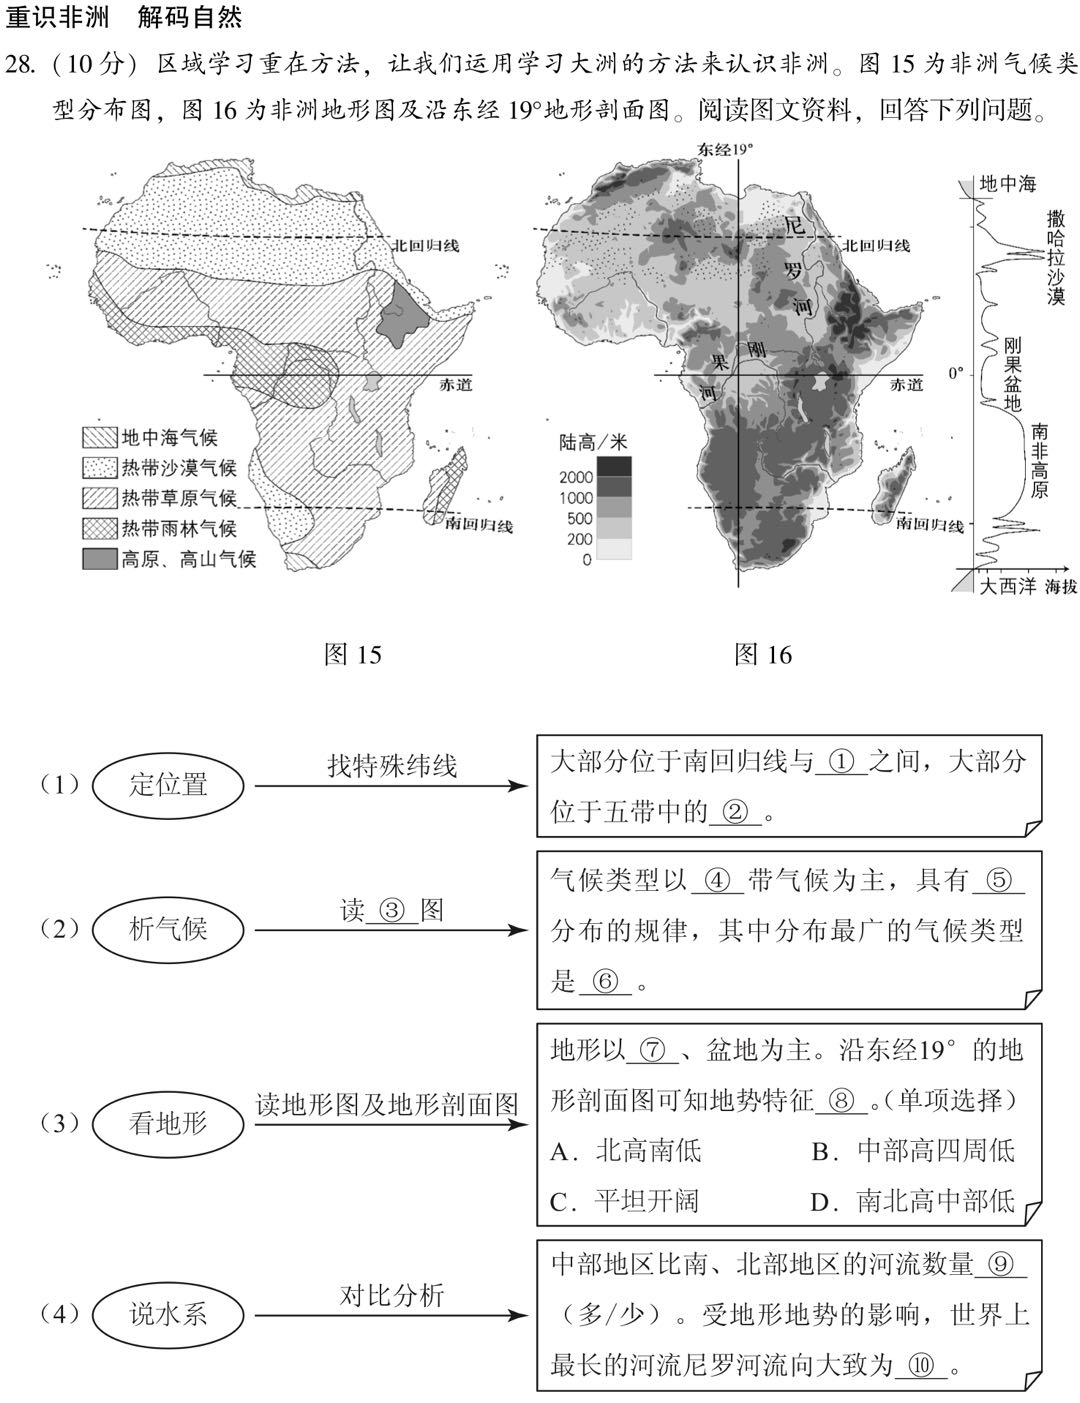 重识非洲　解码自然
28.（10分）区域学习重在方法，让我们运用学习大洲的方法来认识非洲。图 15 为非洲气候类
型分布图，图 16 为非洲地形图及沿东经 19°地形剖面图。阅读图文资料，回答下列问题。
北回归线
赤道
南回归线
地中海气候
热带沙漠气候
热带草原气候
热带雨林气候
高原、高山气候
图 15
东经19°
尼罗河
北回归线
刚果河
赤道
南回归线
陆高/米
2000
1000
500
200
0
地中海
撒哈拉沙漠
0°
刚果盆地
南非高原
大西洋 海拔
图 16
（1）定位置
找特殊纬线
大部分位于南回归线与 ① 之间，大部分
位于五带中的 ② 。
（2）析气候
读 ③ 图
气候类型以 ④ 带气候为主，具有 ⑤
分布的规律，其中分布最广的气候类型
是 ⑥ 。
（3）看地形
读地形图及地形剖面图
地形以 ⑦ 、盆地为主。沿东经19°的地
形剖面图可知地势特征 ⑧ 。（单项选择）
A．北高南低　B．中部高四周低
C．平坦开阔　D．南北高中部低
（4）说水系
对比分析
中部地区比南、北部地区的河流数量 ⑨
（多/少）。受地形地势的影响，世界上
最长的河流尼罗河流向大致为 ⑩ 。